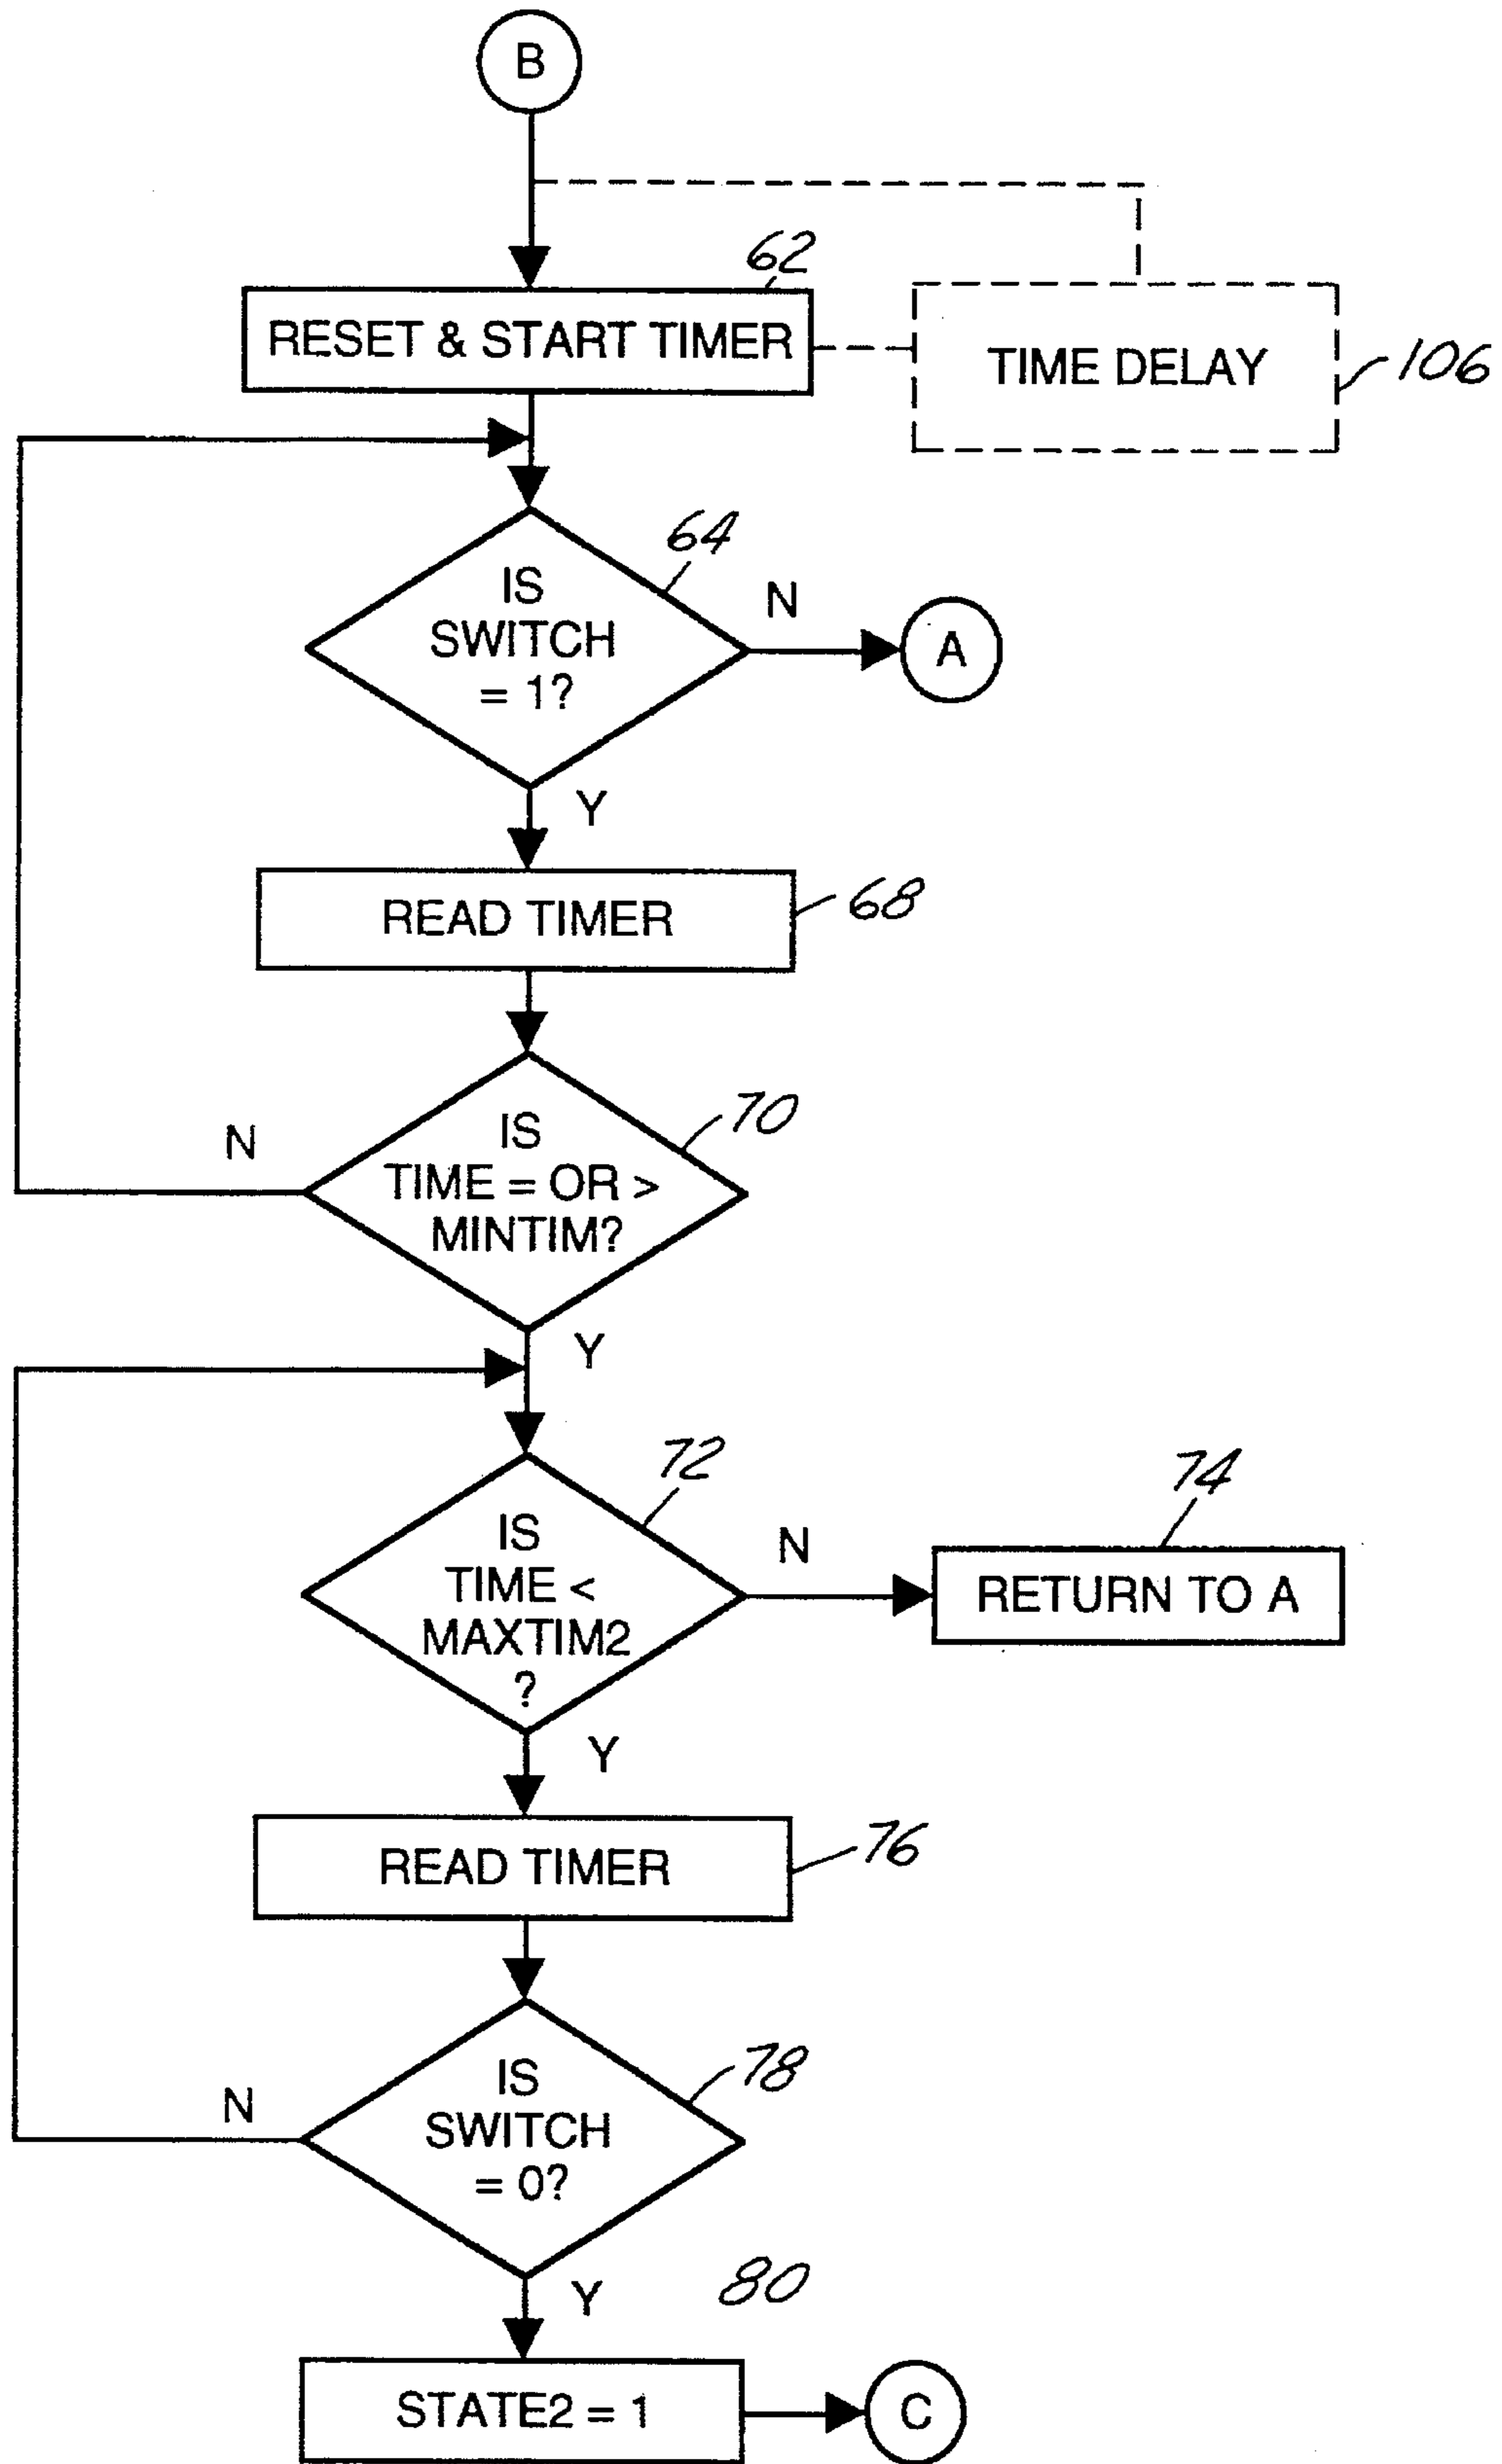 B
62
RESET & START TIMER
TIME DELAY
106
64
IS
SWITCH
= 1?
N
A
Y
READ TIMER
68
70
IS
TIME = OR >
MINTIM?
N
Y
72
IS
TIME <
MAXTIM2
?
N
74
RETURN TO A
Y
READ TIMER
76
78
IS
SWITCH
= 0?
N
Y
80
STATE2 = 1
C